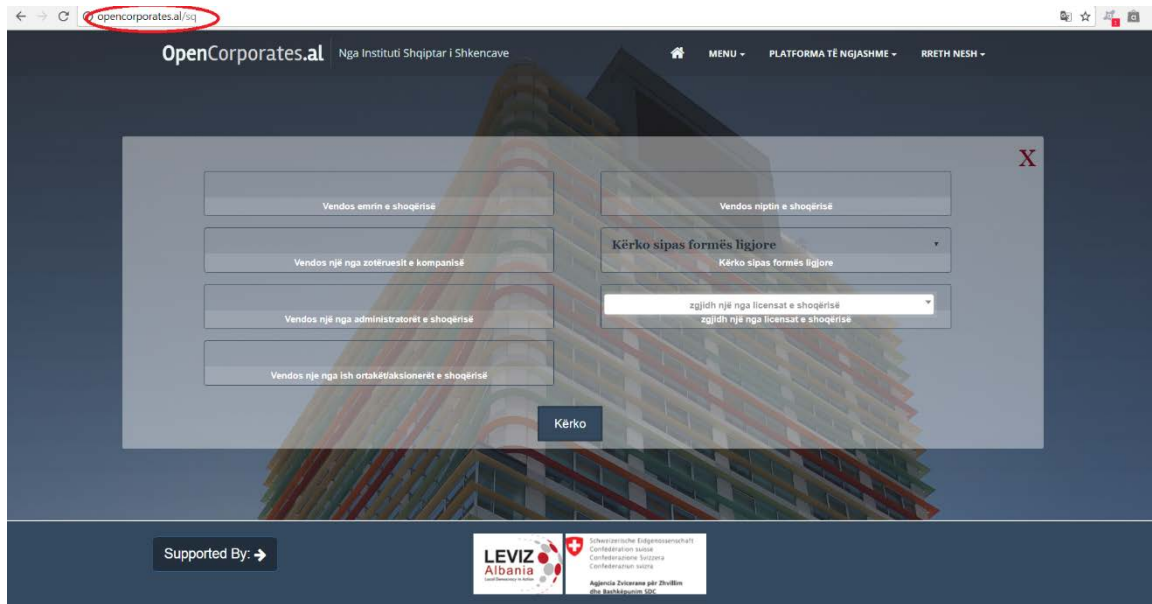 opencorporates.al/sq
OpenCorporates.al Nga Instituti Shqiptar i Shkencave MENU PLATFORMA TË NGJASHME RRETH NESH
X
Vendos emrin e shoqërisë
Vendos niptin e shoqërisë
Vendos një nga zotëruesit e kompanisë
Kërko sipas formës ligjore
Kërko sipas formës ligjore
Vendos një nga administratorët e shoqërisë
zgjidh një nga licensat e shoqërisë
zgjidh një nga licensat e shoqërisë
Vendos nje nga ish ortakët/aksionerët e shoqërisë
Kërko
Supported By:
LEVIZ
Albania
Local Democracy in Action
Schweizerische Eidgenossenschaft
Confédération suisse
Confederazione Svizzera
Confederaziun svizra
Agjencia Zvicerane për Zhvillim
dhe Bashkëpunim SDC